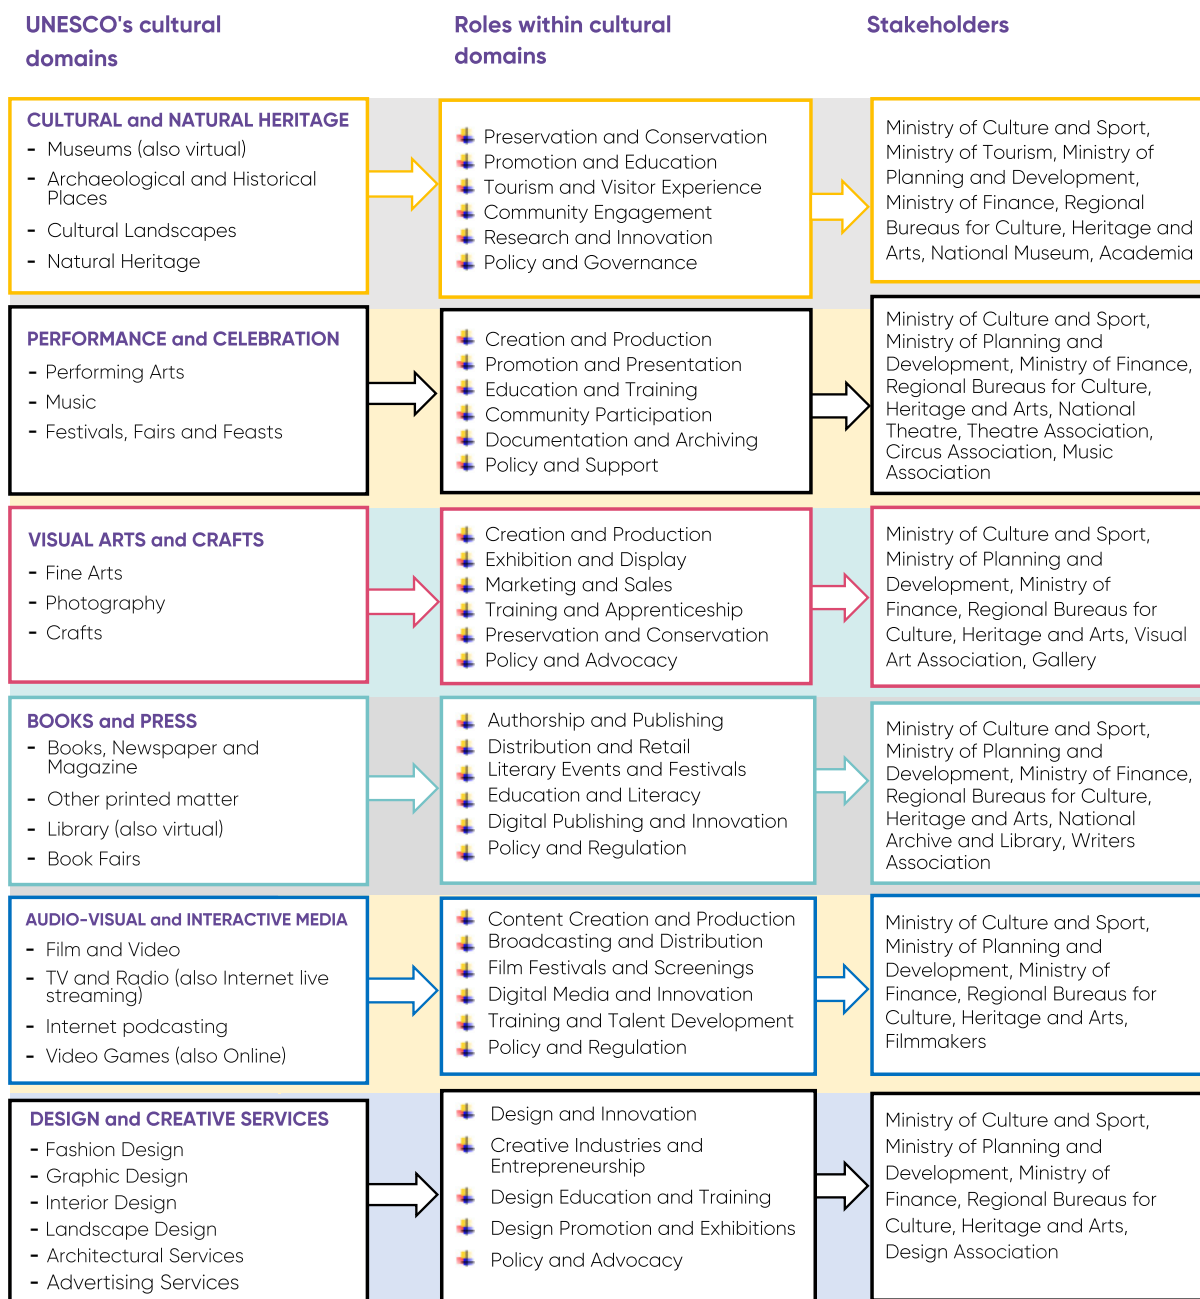 UNESCO's cultural
domains
Roles within cultural
domains
Stakeholders
CULTURAL and NATURAL HERITAGE
- Museums (also virtual)
- Archaeological and Historical
Places
- Cultural Landscapes
- Natural Heritage
Preservation and Conservation
Promotion and Education
Tourism and Visitor Experience
Community Engagement
Research and Innovation
Policy and Governance
Ministry of Culture and Sport,
Ministry of Tourism, Ministry of
Planning and Development,
Ministry of Finance, Regional
Bureaus for Culture, Heritage and
Arts, National Museum, Academia
PERFORMANCE and CELEBRATION
- Performing Arts
- Music
- Festivals, Fairs and Feasts
Creation and Production
Promotion and Presentation
Education and Training
Community Participation
Documentation and Archiving
Policy and Support
Ministry of Culture and Sport,
Ministry of Planning and
Development, Ministry of Finance,
Regional Bureaus for Culture,
Heritage and Arts, National
Theatre, Theatre Association,
Circus Association, Music
Association
VISUAL ARTS and CRAFTS
- Fine Arts
- Photography
- Crafts
Creation and Production
Exhibition and Display
Marketing and Sales
Training and Apprenticeship
Preservation and Conservation
Policy and Advocacy
Ministry of Culture and Sport,
Ministry of Planning and
Development, Ministry of
Finance, Regional Bureaus for
Culture, Heritage and Arts, Visual
Art Association, Gallery
BOOKS and PRESS
- Books, Newspaper and
Magazine
- Other printed matter
- Library (also virtual)
- Book Fairs
Authorship and Publishing
Distribution and Retail
Literary Events and Festivals
Education and Literacy
Digital Publishing and Innovation
Policy and Regulation
Ministry of Culture and Sport,
Ministry of Planning and
Development, Ministry of Finance,
Regional Bureaus for Culture,
Heritage and Arts, National
Archive and Library, Writers
Association
AUDIO-VISUAL and INTERACTIVE MEDIA
- Film and Video
- TV and Radio (also Internet live
streaming)
- Internet podcasting
- Video Games (also Online)
Content Creation and Production
Broadcasting and Distribution
Film Festivals and Screenings
Digital Media and Innovation
Training and Talent Development
Policy and Regulation
Ministry of Culture and Sport,
Ministry of Planning and
Development, Ministry of
Finance, Regional Bureaus for
Culture, Heritage and Arts,
Filmmakers
DESIGN and CREATIVE SERVICES
- Fashion Design
- Graphic Design
- Interior Design
- Landscape Design
- Architectural Services
- Advertising Services
Design and Innovation
Creative Industries and
Entrepreneurship
Design Education and Training
Design Promotion and Exhibitions
Policy and Advocacy
Ministry of Culture and Sport,
Ministry of Planning and
Development, Ministry of
Finance, Regional Bureaus for
Culture, Heritage and Arts,
Design Association